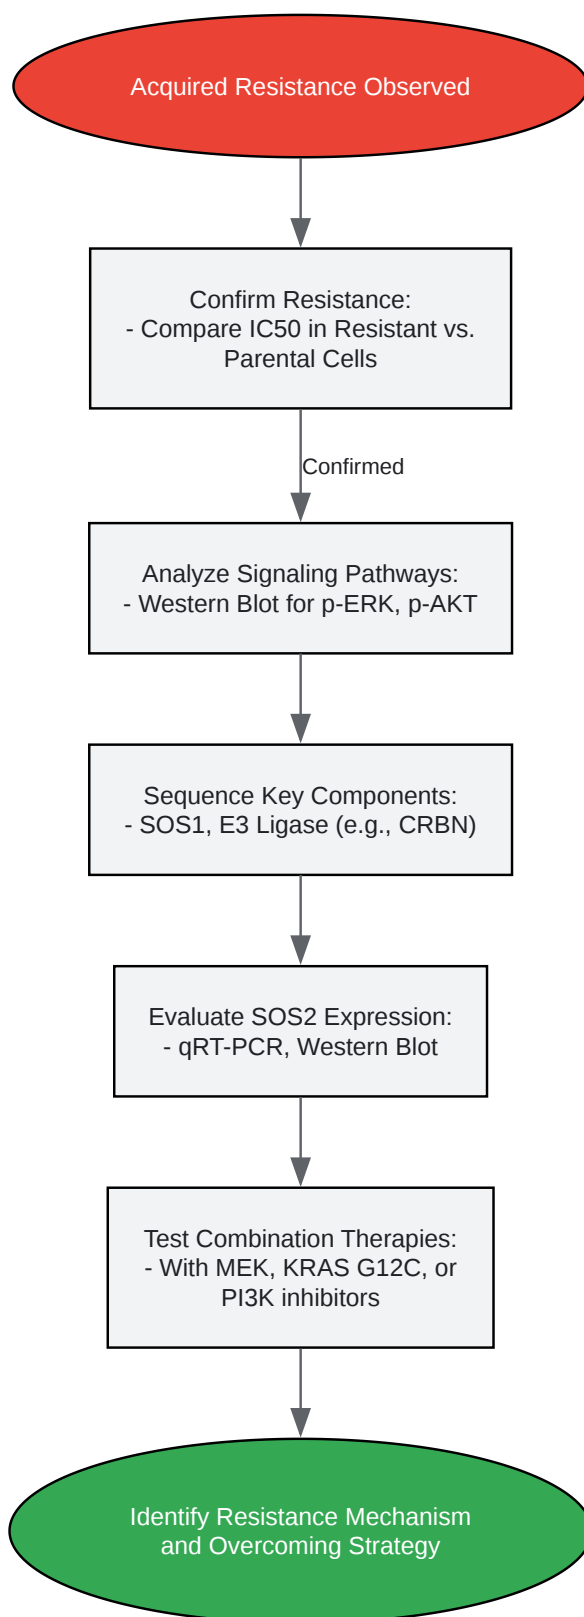 Acquired Resistance Observed
Confirm Resistance:
- Compare IC50 in Resistant vs.
Parental Cells
Confirmed
Analyze Signaling Pathways:
- Western Blot for p-ERK, p-AKT
Sequence Key Components:
- SOS1, E3 Ligase (e.g., CRBN)
Evaluate SOS2 Expression:
- qRT-PCR, Western Blot
Test Combination Therapies:
- With MEK, KRAS G12C, or
PI3K inhibitors
Identify Resistance Mechanism
and Overcoming Strategy